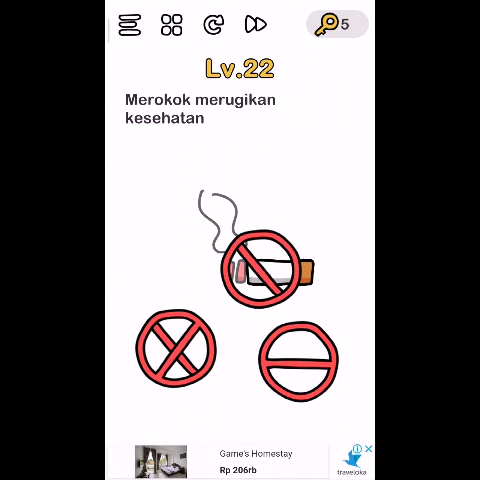 5
Lv.22
Merokok merugikan
kesehatan
Game's Homestay
Rp 206rb
traveloka